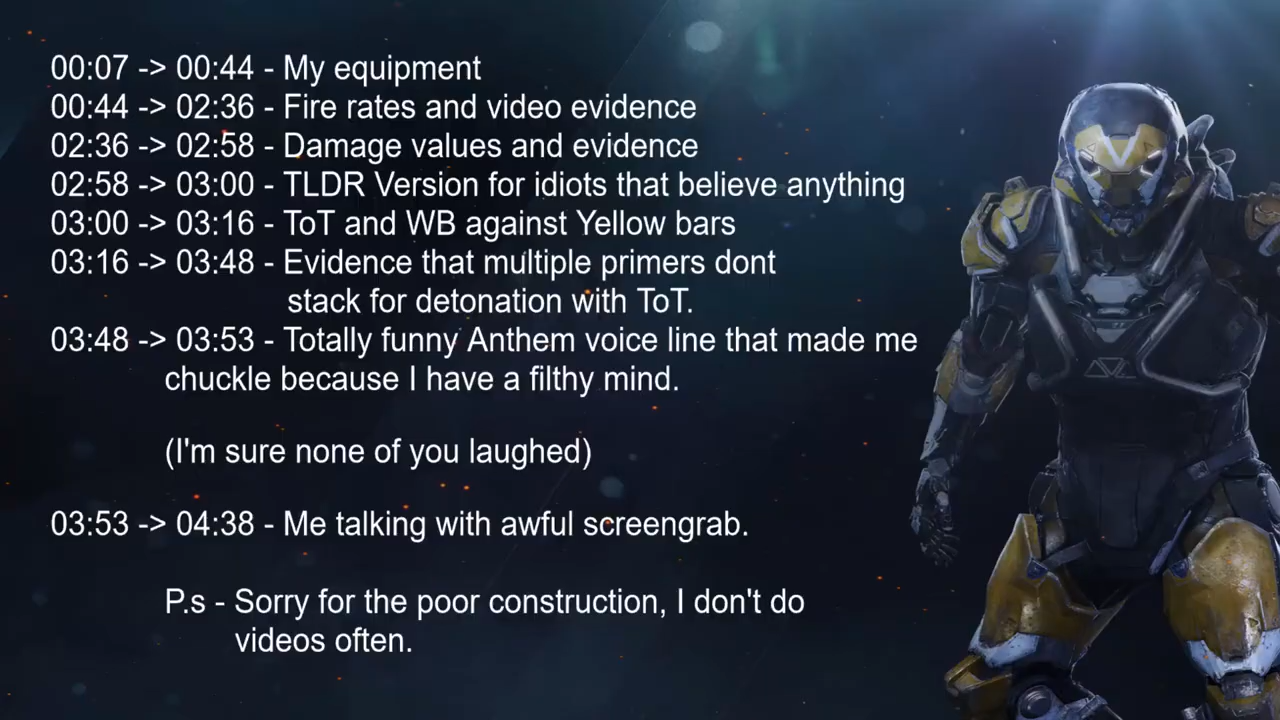 00:07 -> 00:44 - My equipment
00:44 -> 02:36 - Fire rates and video evidence
02:36 -> 02:58 - Damage values and evidence
02:58 -> 03:00 - TLDR Version for idiots that believe anything
03:00 -> 03:16 - ToT and WB against Yellow bars
03:16 -> 03:48 - Evidence that multiple primers dont
stack for detonation with ToT.
03:48 -> 03:53 - Totally funny Anthem voice line that made me
chuckle because I have a filthy mind.
(I'm sure none of you laughed)
03:53 -> 04:38 - Me talking with awful screengrab.
P.s - Sorry for the poor construction, I don't do
videos often.